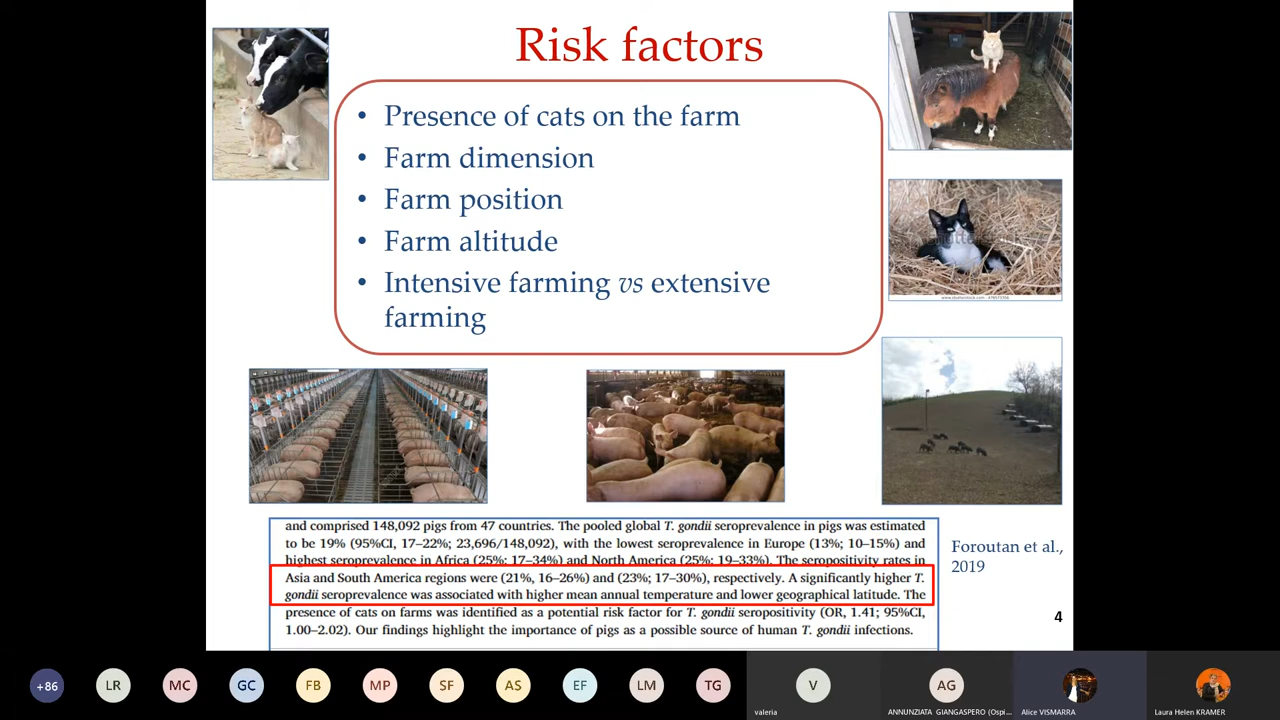 Risk factors
• Presence of cats on the farm
• Farm dimension
• Farm position
• Farm altitude
• Intensive farming vs extensive
farming
and comprised 148,092 pigs from 47 countries. The pooled global T. gondii seroprevalence in pigs was estimated
to be 19% (95%CI, 17–22%; 23,696/148,092), with the lowest seroprevalence in Europe (13%; 10–15%) and
highest seroprevalence in Africa (25%; 17–34%) and North America (25%; 19–33%). The seropositivity rates in
Asia and South America regions were (21%, 16–26%) and (23%; 17–30%), respectively. A significantly higher T.
gondii seroprevalence was associated with higher mean annual temperature and lower geographical latitude. The
presence of cats on farms was identified as a potential risk factor for T. gondii seropositivity (OR, 1.41; 95%CI,
1.00–2.02). Our findings highlight the importance of pigs as a possible source of human T. gondii infections.
Foroutan et al.,
2019
4
+86
LR
MC
GC
FB
MP
SF
AS
EF
LM
TG
V
AG
valeria
ANNUNZIATA GIANGASPERO (Ospi...
Alice VISMARRA
Laura Helen KRAMER